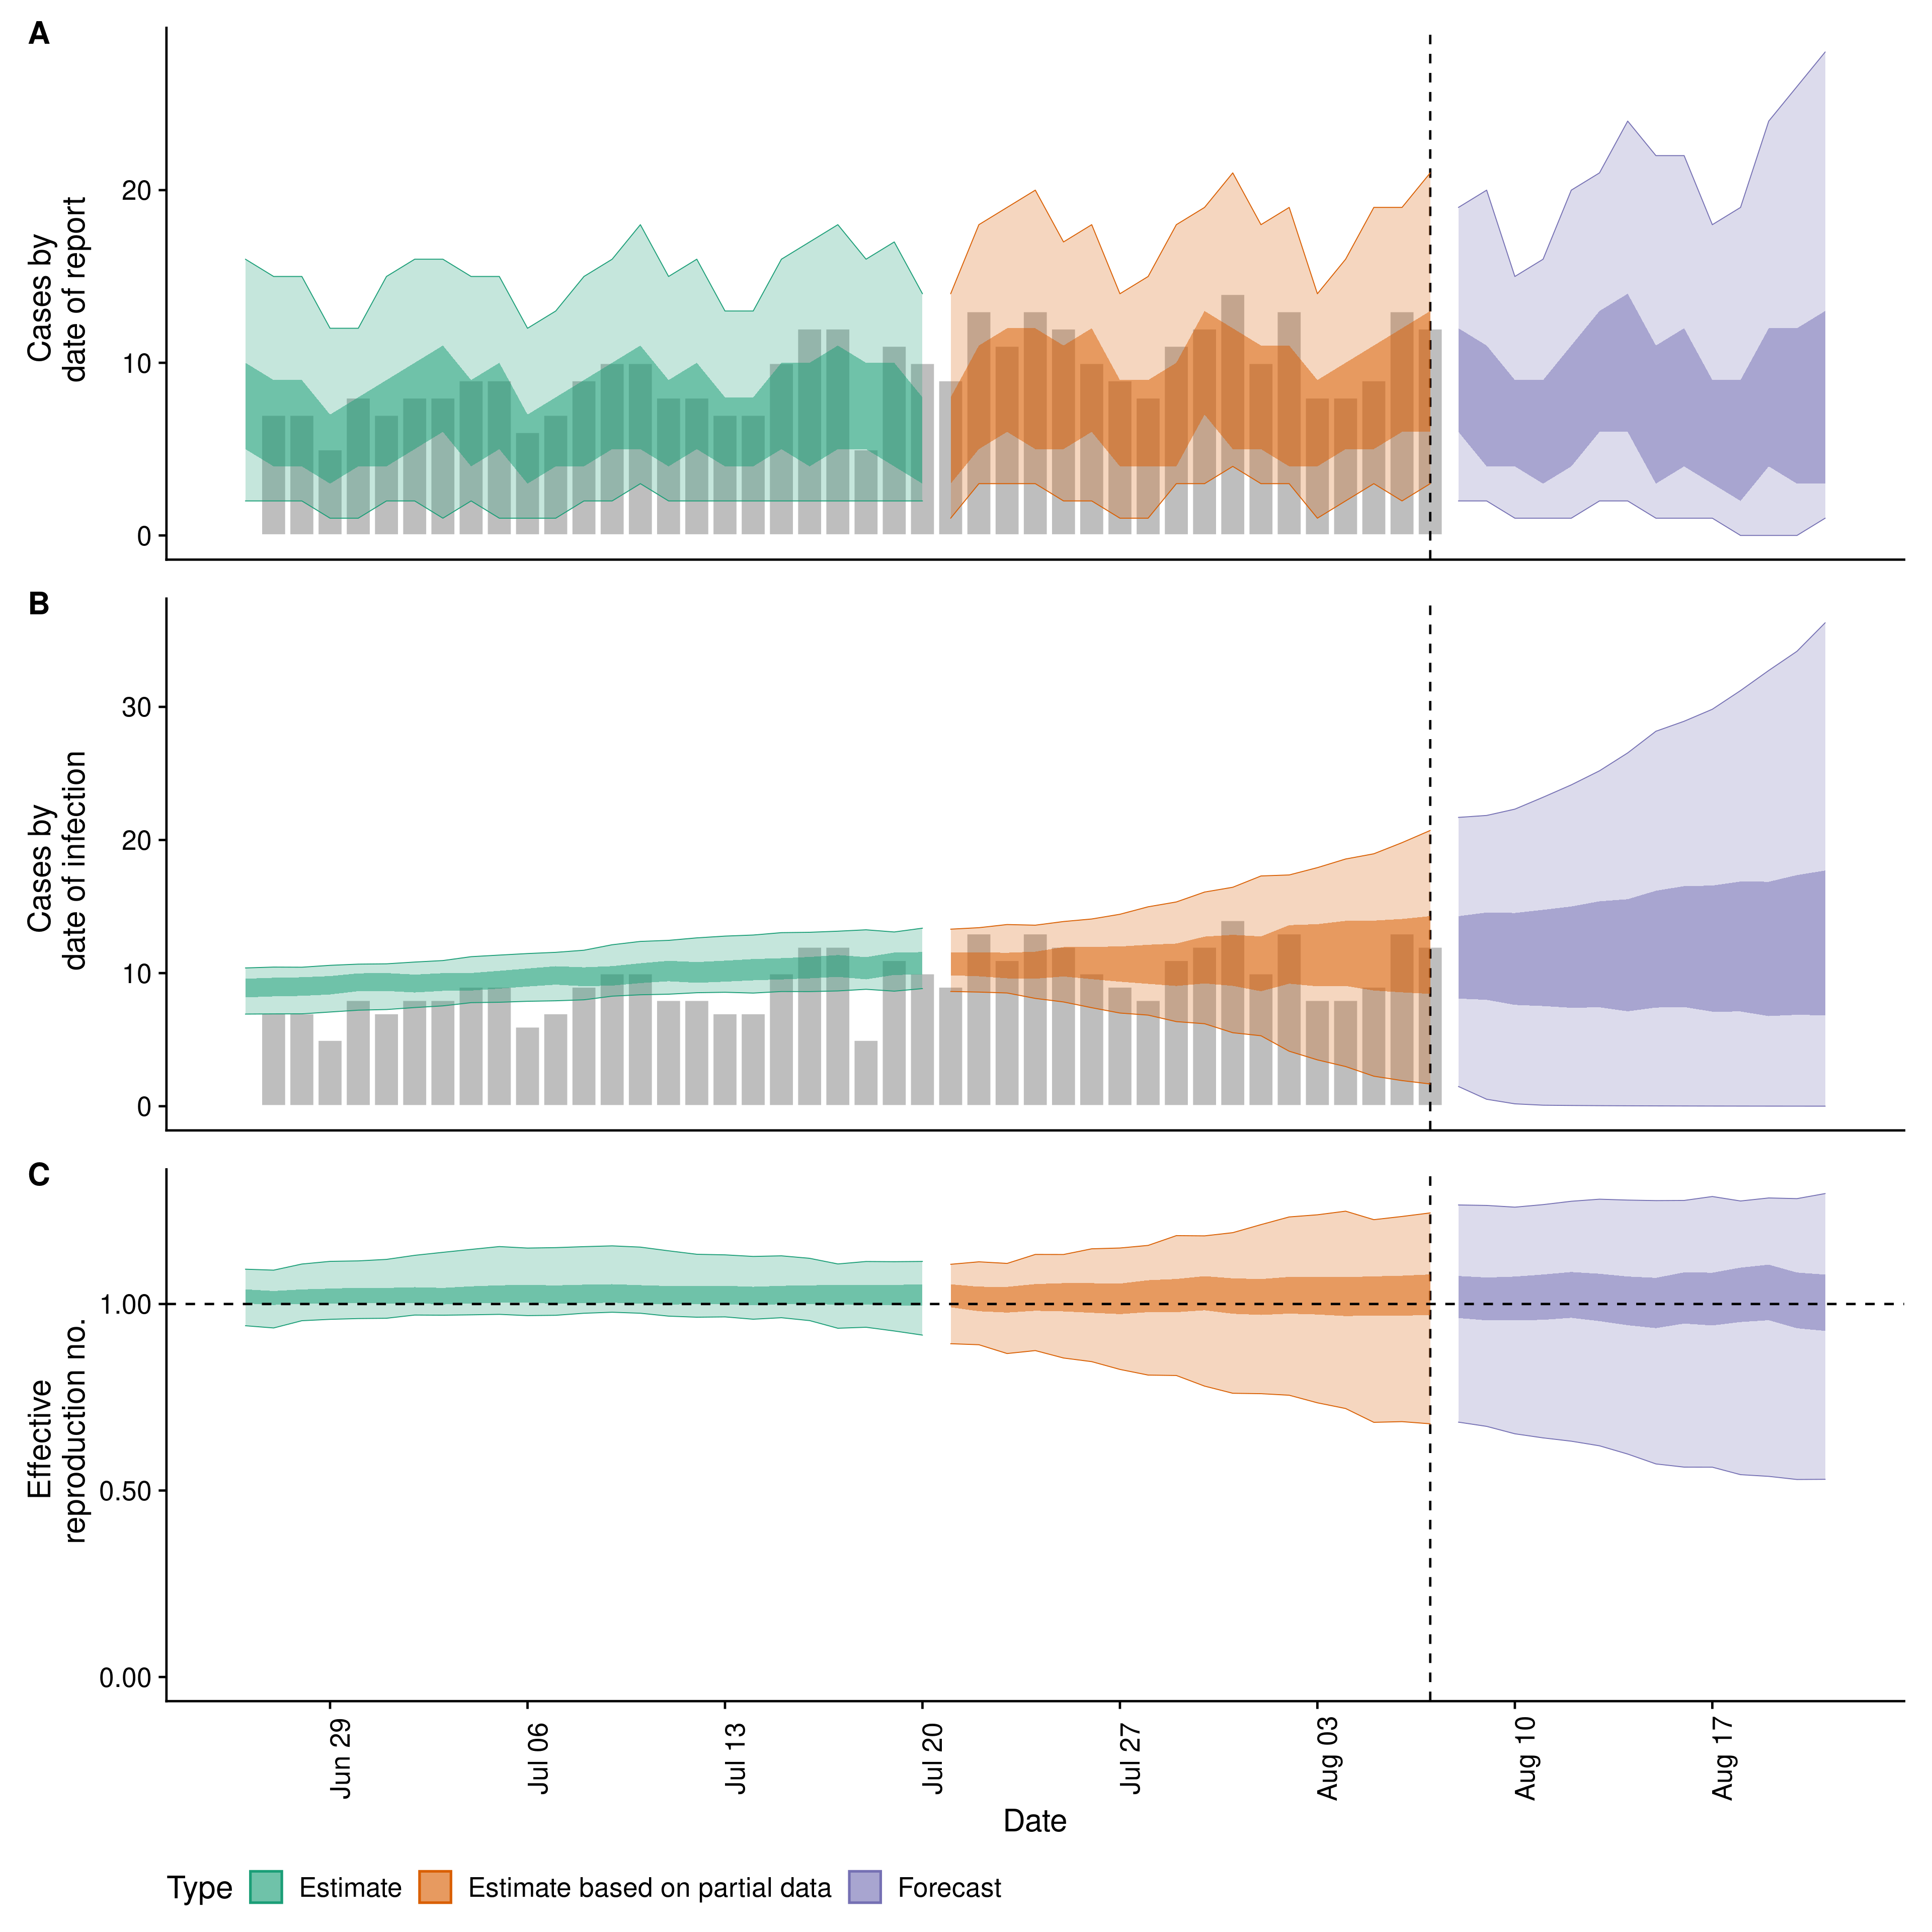 A
Cases by
date of report
20
10
0
B
Cases by
date of infection
30
20
10
0
C
Effective
reproduction no.
1.00
0.50
0.00
Jun 29
Jul 06
Jul 13
Jul 20
Jul 27
Aug 03
Aug 10
Aug 17
Date
Type
Estimate
Estimate based on partial data
Forecast